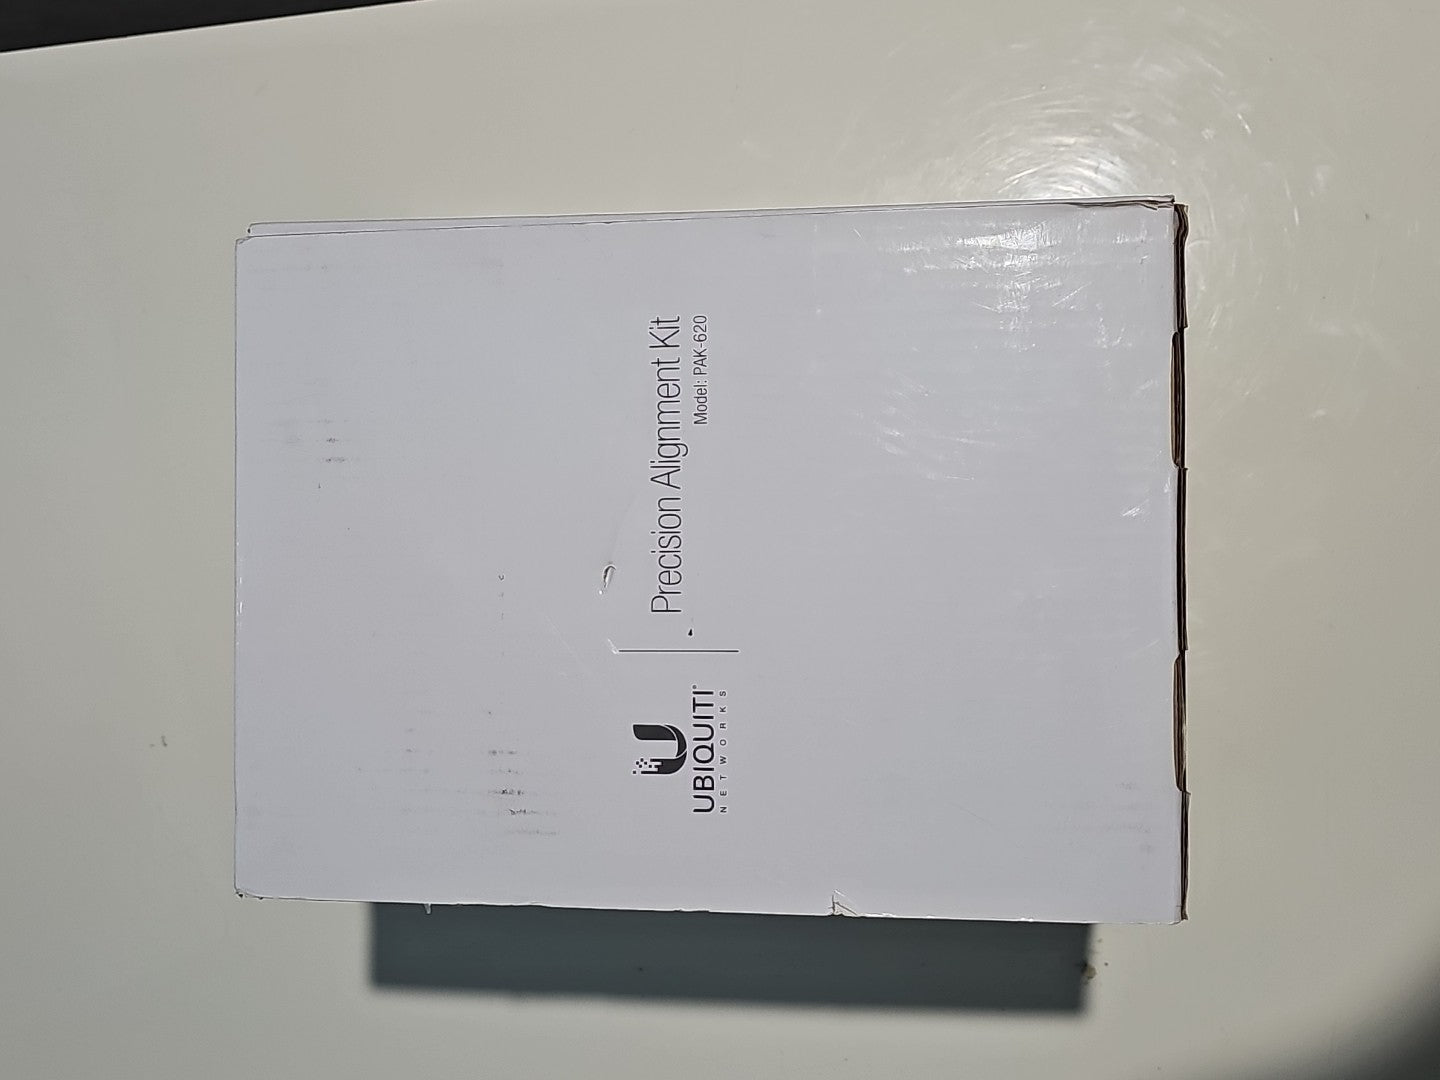 UBIQUITI®
NETWORKS
Precision Alignment Kit
Model: PAK-620